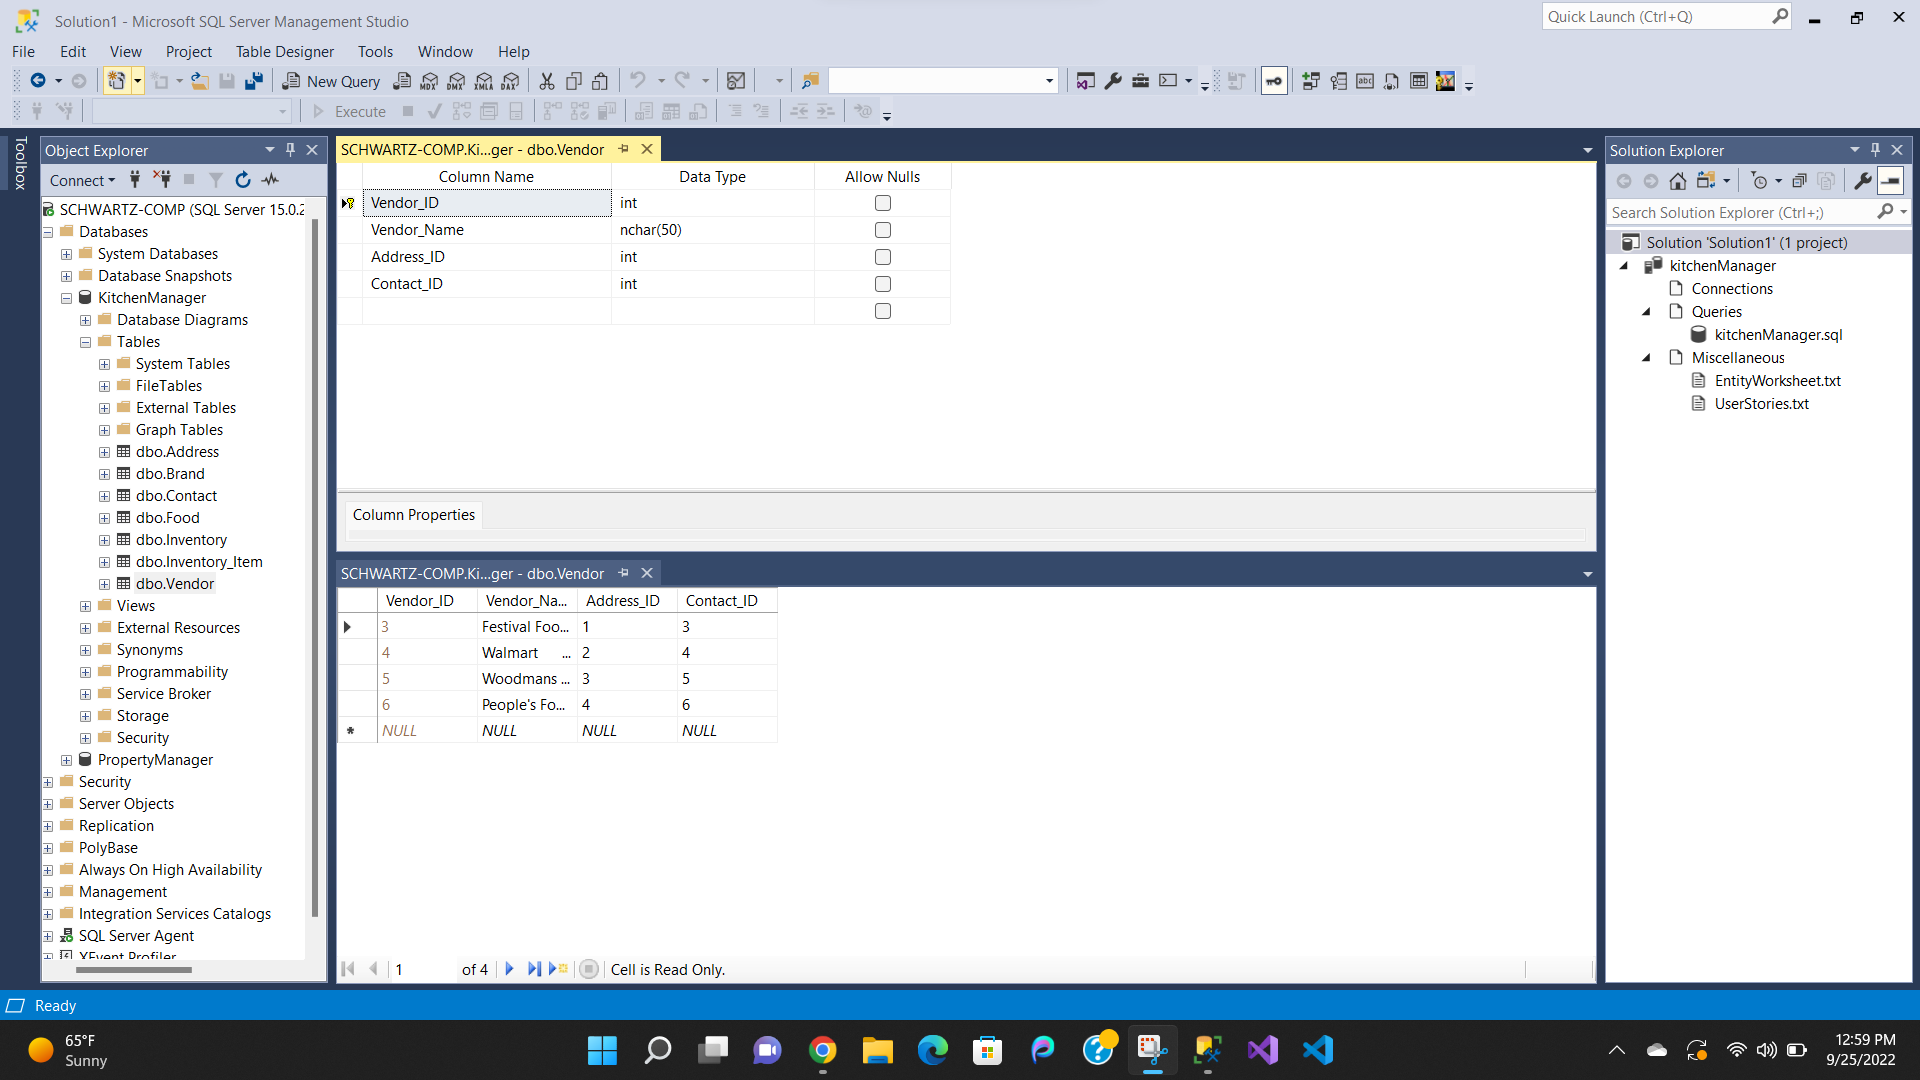 Solution1 - Microsoft SQL Server Management Studio
Quick Launch (Ctrl+Q)
File Edit View Project Table Designer Tools Window Help
New Query MDX DMX XMLA DAX
Execute
Toolbox
Object Explorer
Connect
SCHWARTZ-COMP (SQL Server 15.0.2
Databases
System Databases
Database Snapshots
KitchenManager
Database Diagrams
Tables
System Tables
FileTables
External Tables
Graph Tables
dbo.Address
dbo.Brand
dbo.Contact
dbo.Food
dbo.Inventory
dbo.Inventory_Item
dbo.Vendor
Views
External Resources
Synonyms
Programmability
Service Broker
Storage
Security
PropertyManager
Security
Server Objects
Replication
PolyBase
Always On High Availability
Management
Integration Services Catalogs
SQL Server Agent
XEvent Profiler
SCHWARTZ-COMP.Ki...ger - dbo.Vendor
Column Name Data Type Allow Nulls
Vendor_ID int
Vendor_Name nchar(50)
Address_ID int
Contact_ID int
Column Properties
SCHWARTZ-COMP.Ki...ger - dbo.Vendor
Vendor_ID Vendor_Na... Address_ID Contact_ID
3 Festival Foo... 1 3
4 Walmart ... 2 4
5 Woodmans ... 3 5
6 People's Fo... 4 6
NULL NULL NULL NULL
1 of 4 Cell is Read Only.
Solution Explorer
Search Solution Explorer (Ctrl+;)
Solution 'Solution1' (1 project)
kitchenManager
Connections
Queries
kitchenManager.sql
Miscellaneous
EntityWorksheet.txt
UserStories.txt
Ready
65°F
Sunny
12:59 PM
9/25/2022